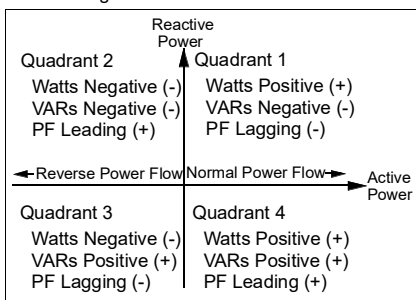 Reactive
Power
Quadrant 2
Watts Negative (-)
VARs Negative (-)
PF Leading (+)
Quadrant 1
Watts Positive (+)
VARs Negative (-)
PF Lagging (-)
Reverse Power Flow
Normal Power Flow
Active
Power
Quadrant 3
Watts Negative (-)
VARs Positive (+)
PF Lagging (-)
Quadrant 4
Watts Positive (+)
VARs Positive (+)
PF Leading (+)